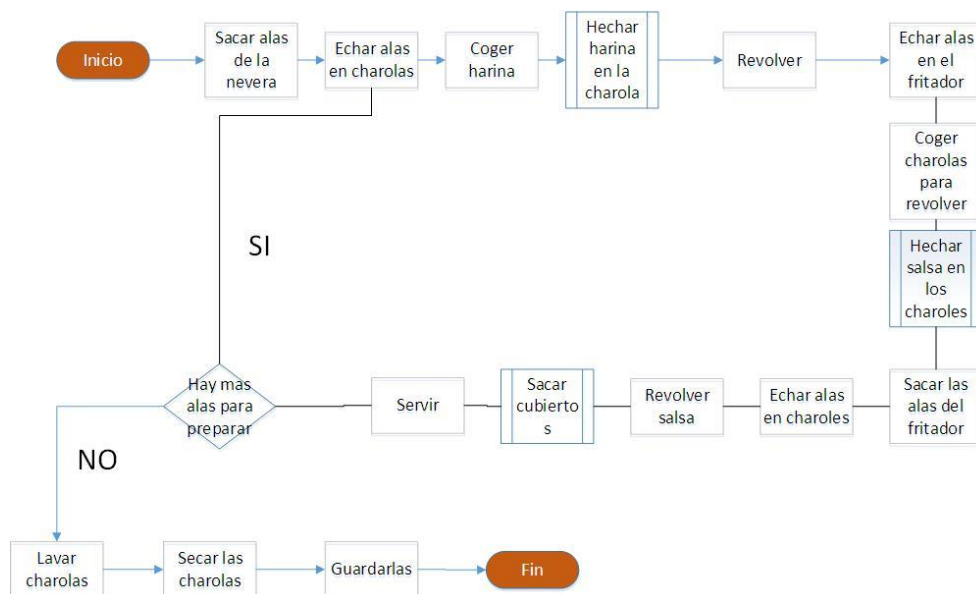 Inicio
Sacar alas
de la
nevera
Echar alas
en charolas
Coger
harina
Hechar
harina
en la
charola
Revolver
Echar alas
en el
fritador
Coger
charolas
para
revolver
Hechar
salsa en
los
charoles
Sacar las
alas del
fritador
Echar alas
en charoles
Revolver
salsa
Sacar
cubierto
s
Servir
Hay mas
alas para
preparar
SI
NO
Lavar
charolas
Secar las
charolas
Guardarlas
Fin